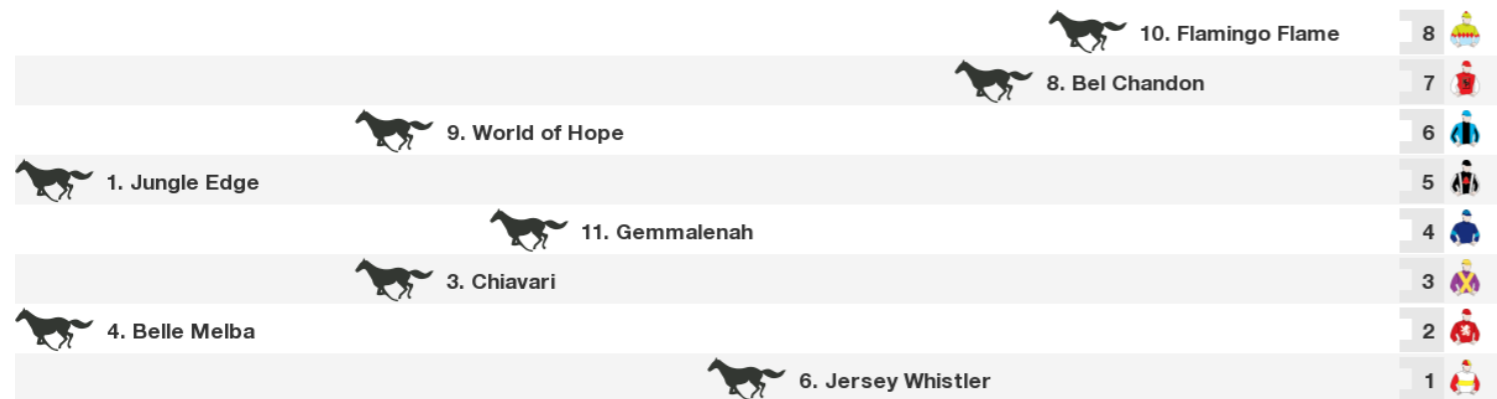 10. Flamingo Flame 8
8. Bel Chandon 7
9. World of Hope 6
1. Jungle Edge 5
11. Gemmalenah 4
3. Chiavari 3
4. Belle Melba 2
6. Jersey Whistler 1